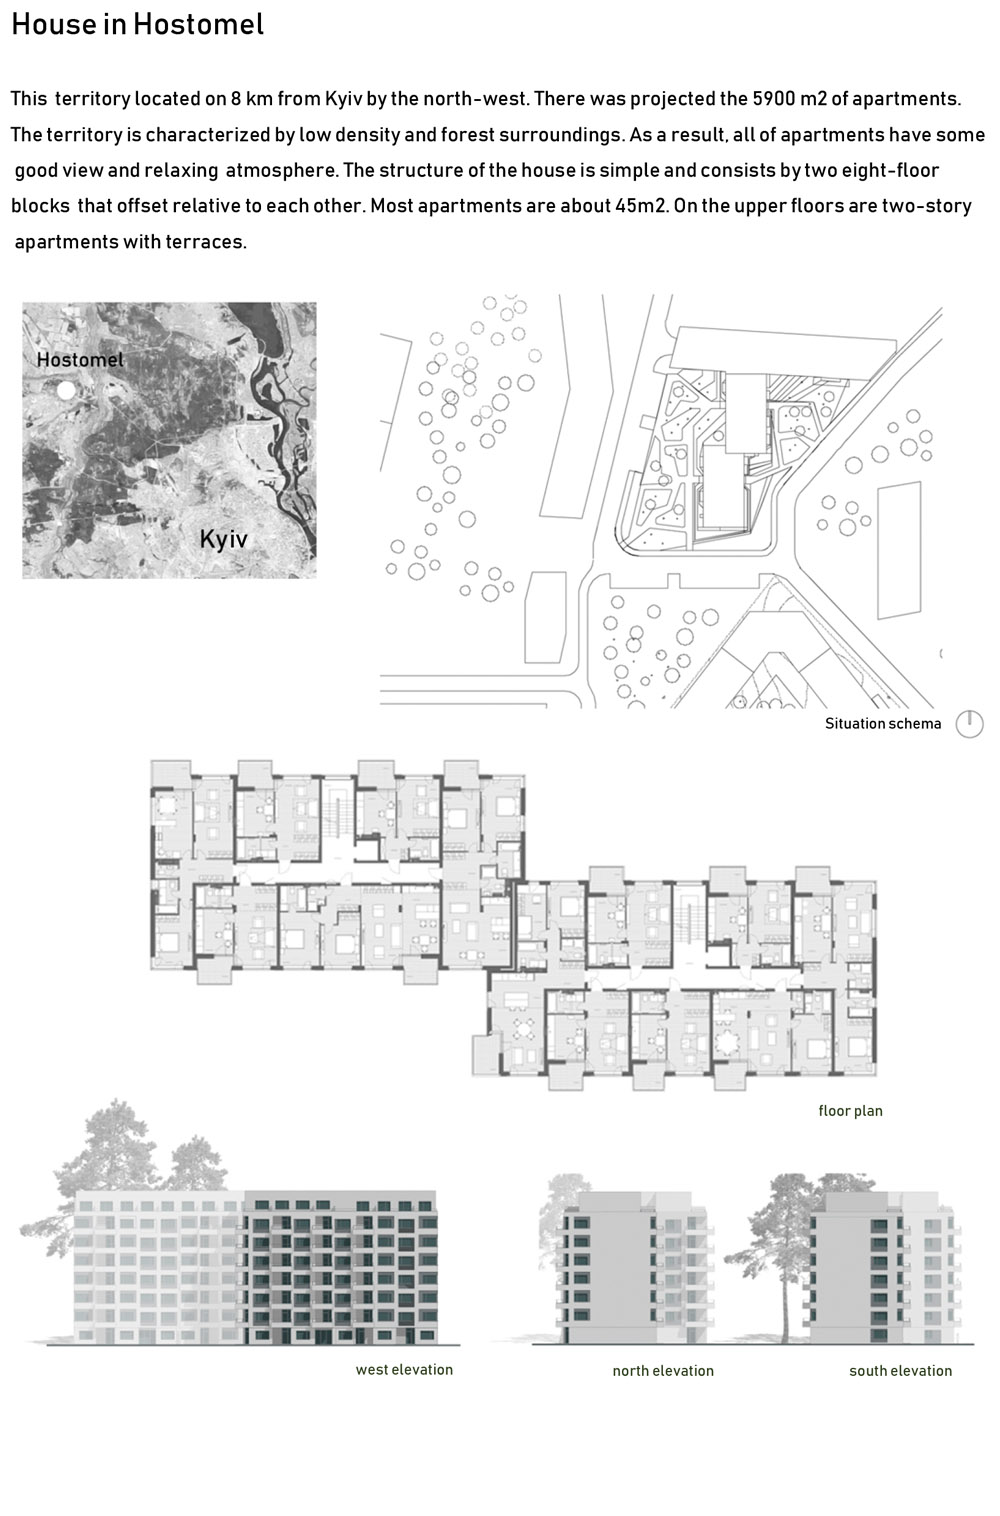 House in Hostomel
This territory located on 8 km from Kyiv by the north-west. There was projected the 5900 m2 of apartments.
The territory is characterized by low density and forest surroundings. As a result, all of apartments have some
good view and relaxing atmosphere. The structure of the house is simple and consists by two eight-floor
blocks that offset relative to each other. Most apartments are about 45m2. On the upper floors are two-story
apartments with terraces.
Hostomel
Kyiv
Situation schema
floor plan
west elevation
north elevation
south elevation